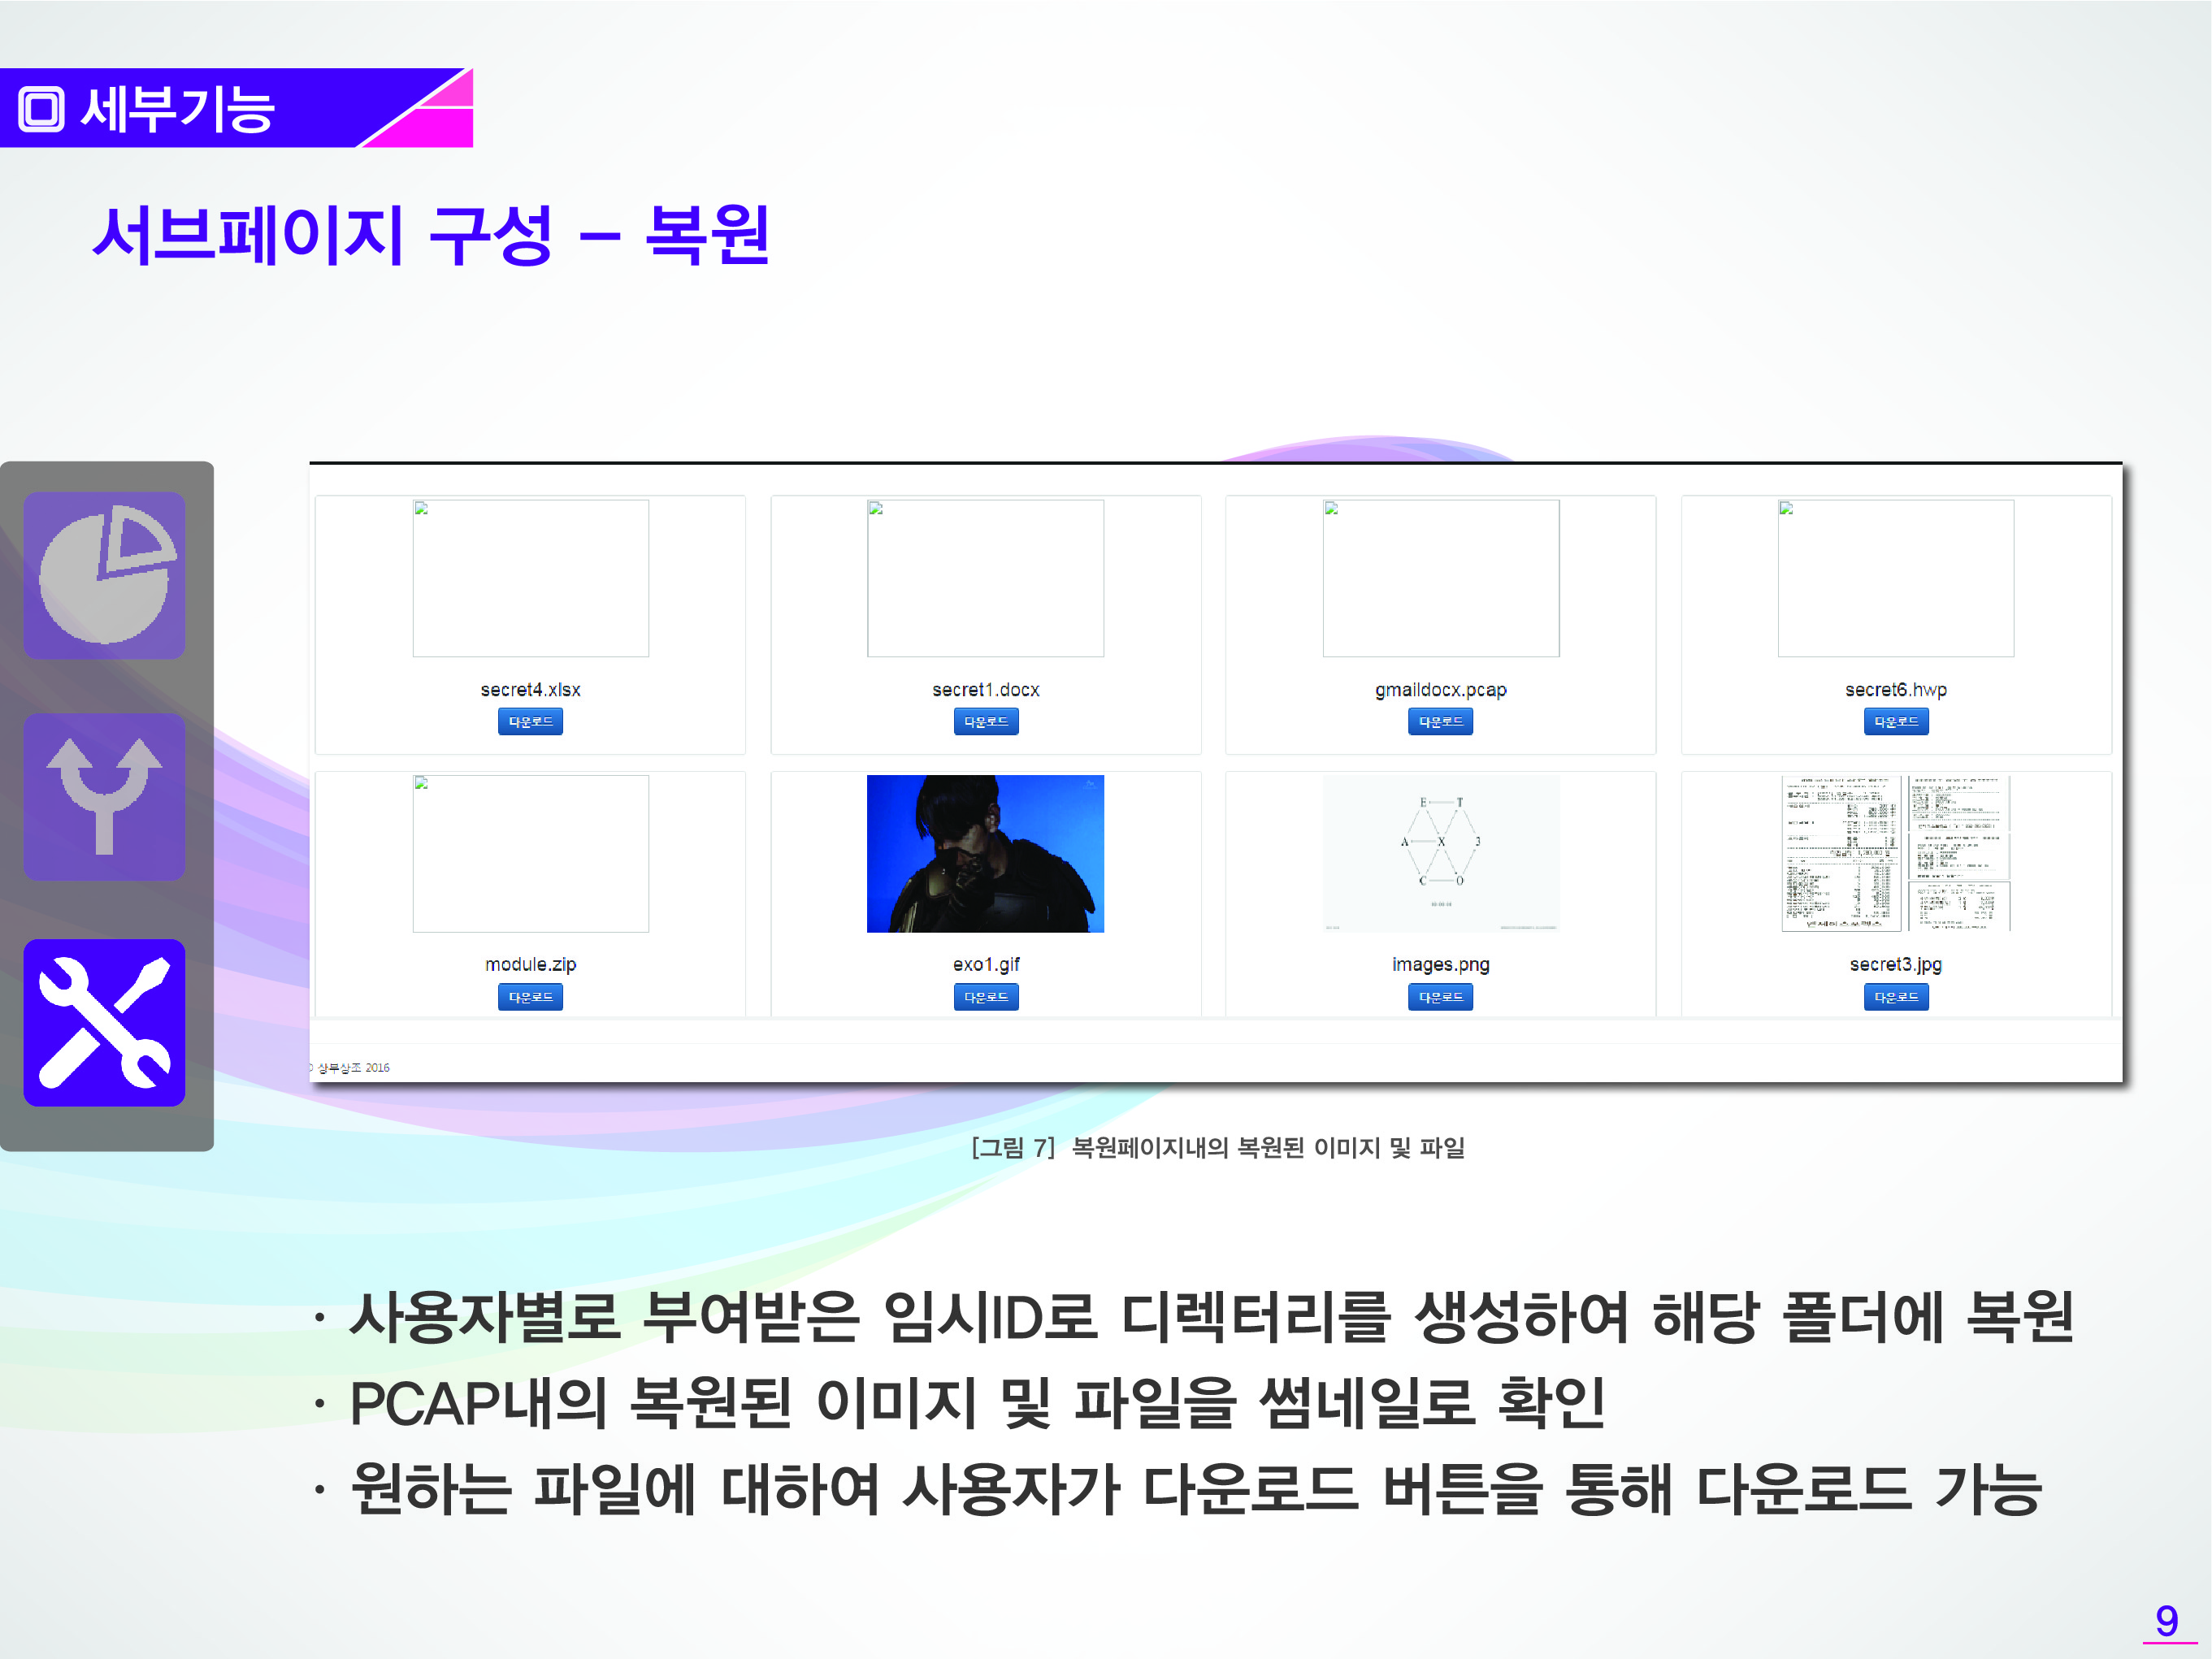 세부기능
서브페이지 구성 - 복원
secret4.xlsx
secret1.docx
gmaildocx.pcap
secret6.hwp
다운로드
다운로드
다운로드
다운로드
E T
A X 3
C O
module.zip
exo1.gif
images.png
secret3.jpg
다운로드
다운로드
다운로드
다운로드
상부상조 2016
[그림 7] 복원페이지내의 복원된 이미지 및 파일
· 사용자별로 부여받은 임시ID로 디렉터리를 생성하여 해당 폴더에 복원
· PCAP내의 복원된 이미지 및 파일을 썸네일로 확인
· 원하는 파일에 대하여 사용자가 다운로드 버튼을 통해 다운로드 가능
9